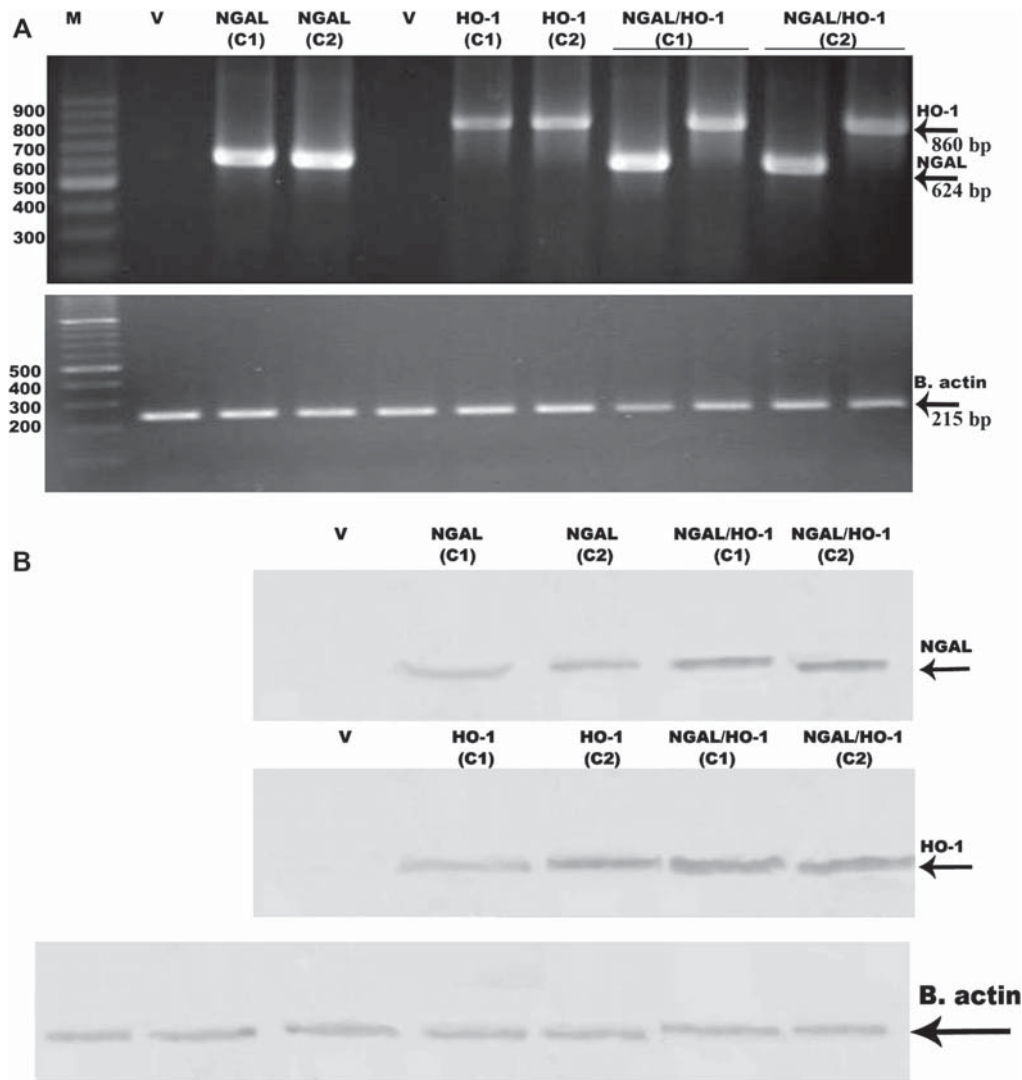 A
M V NGAL NGAL V HO-1 HO-1 NGAL/HO-1 NGAL/HO-1
(C1) (C2) (C1) (C2) (C1) (C2)
900
800
700
600
500
400
300
HO-1
860 bp
NGAL
624 bp
500
400
300
200
B. actin
215 bp
B
V NGAL NGAL NGAL/HO-1 NGAL/HO-1
(C1) (C2) (C1) (C2)
NGAL
V HO-1 HO-1 NGAL/HO-1 NGAL/HO-1
(C1) (C2) (C1) (C2)
HO-1
B. actin